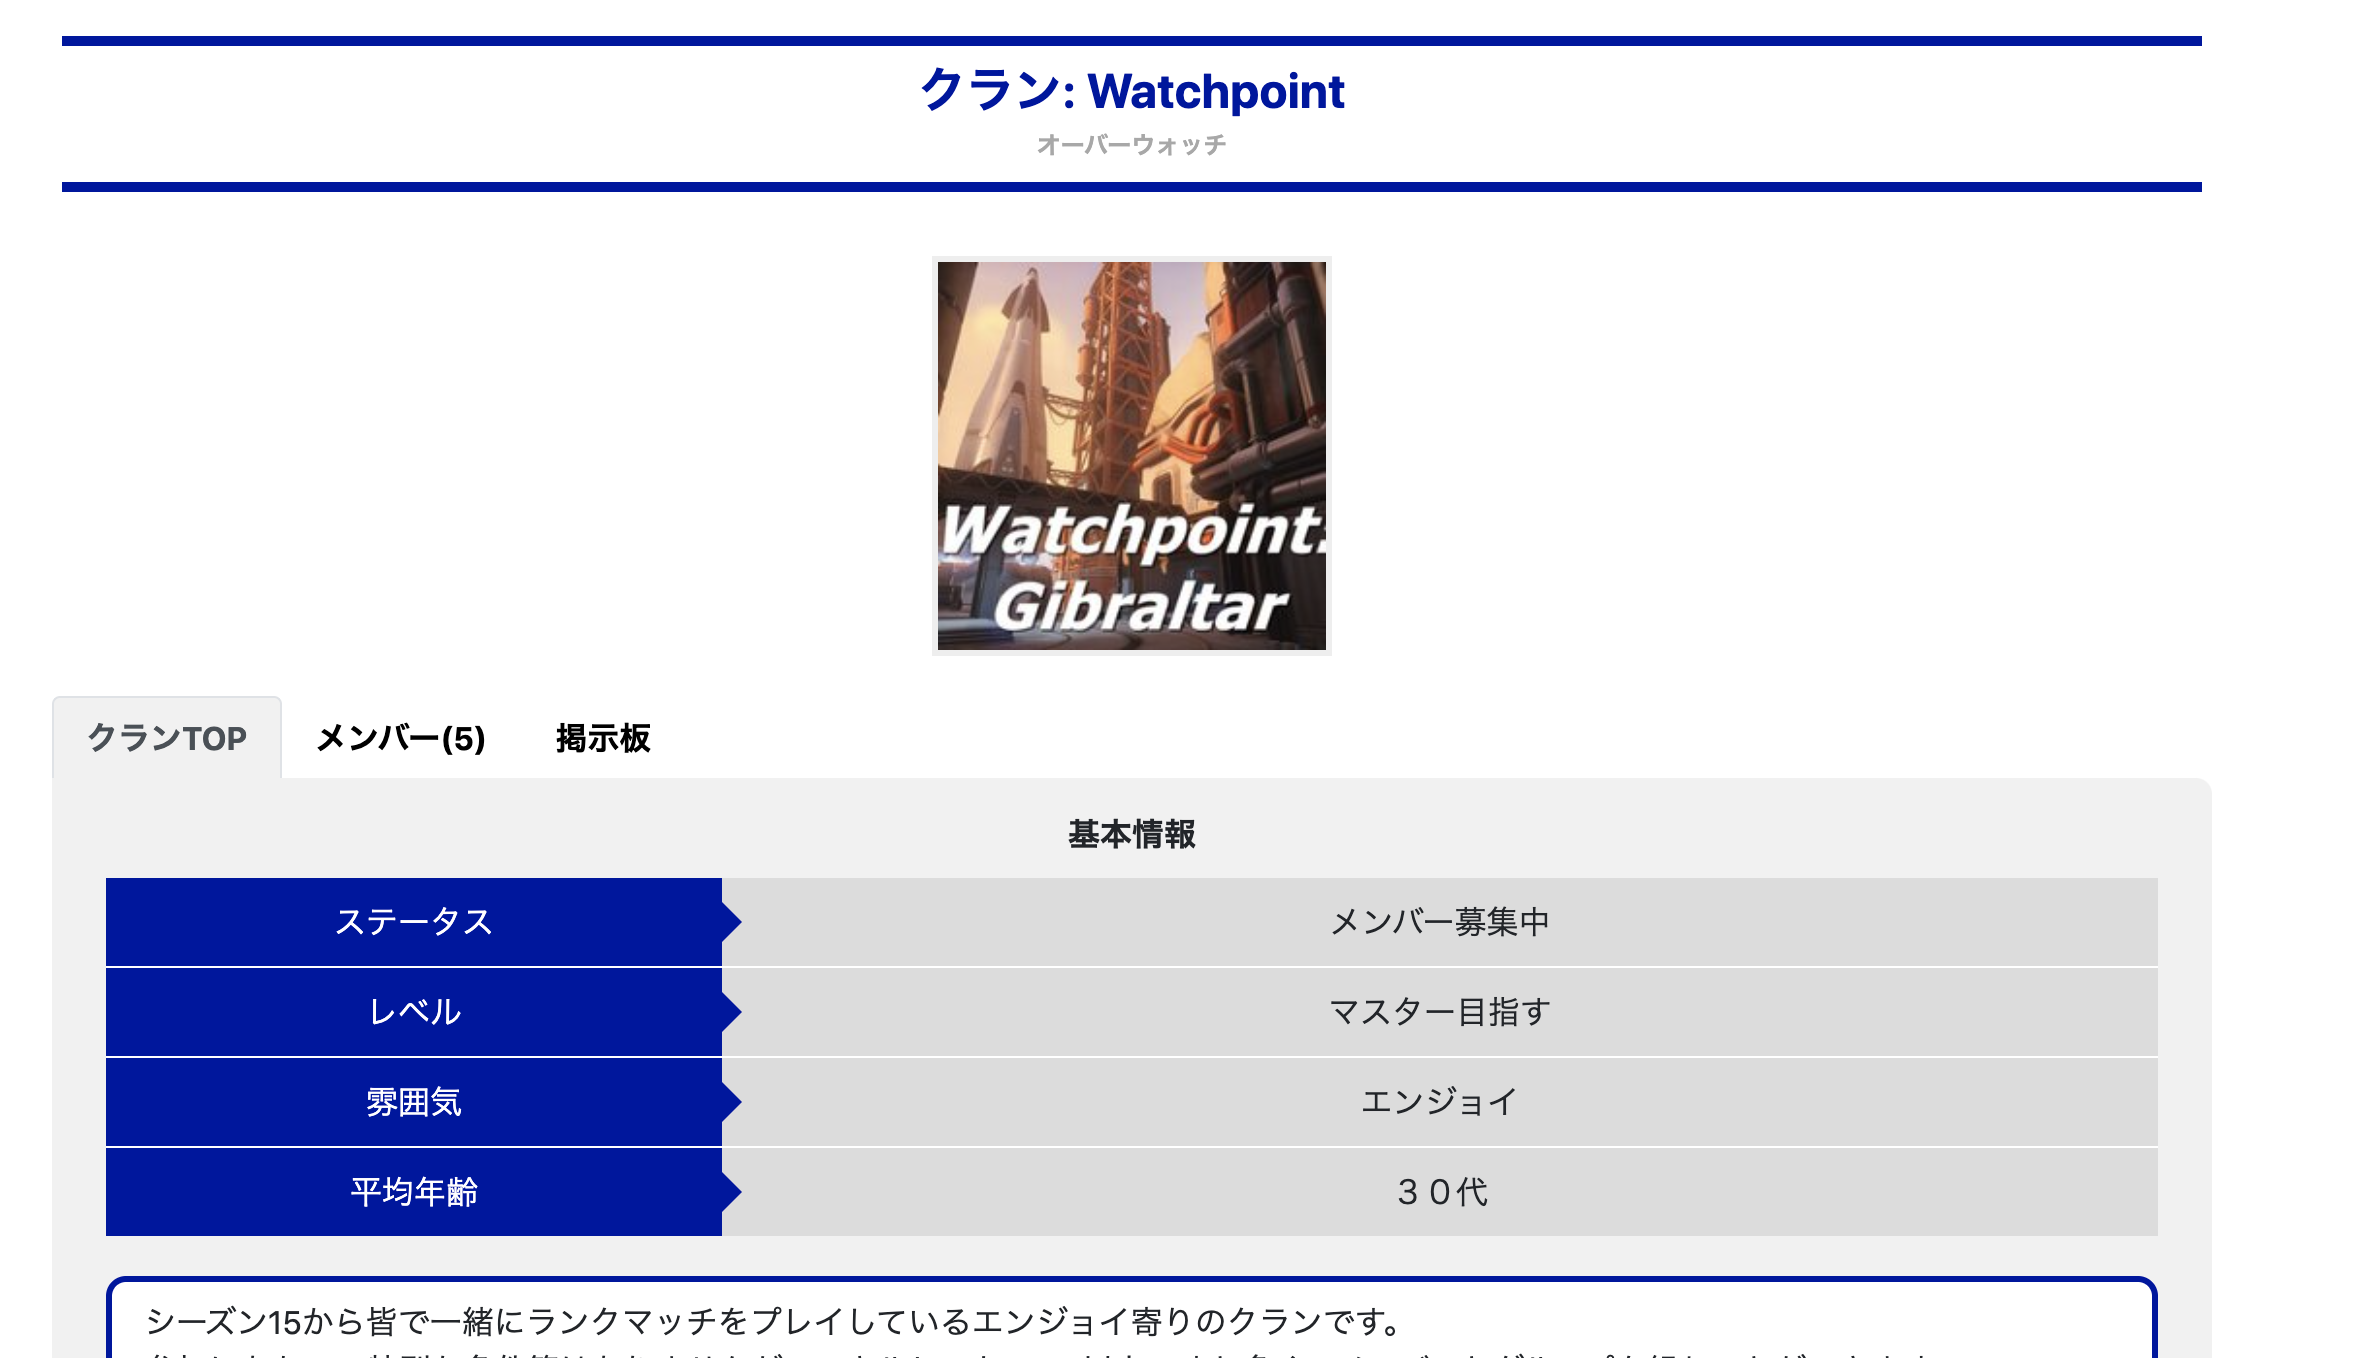 クラン: Watchpoint
オーバーウォッチ
Watchpoint:
Gibraltar
クランTOP
メンバー(5)
掲示板
基本情報
ステータス
メンバー募集中
レベル
マスター目指す
雰囲気
エンジョイ
平均年齢
３０代
シーズン15から皆で一緒にランクマッチをプレイしているエンジョイ寄りのクランです。